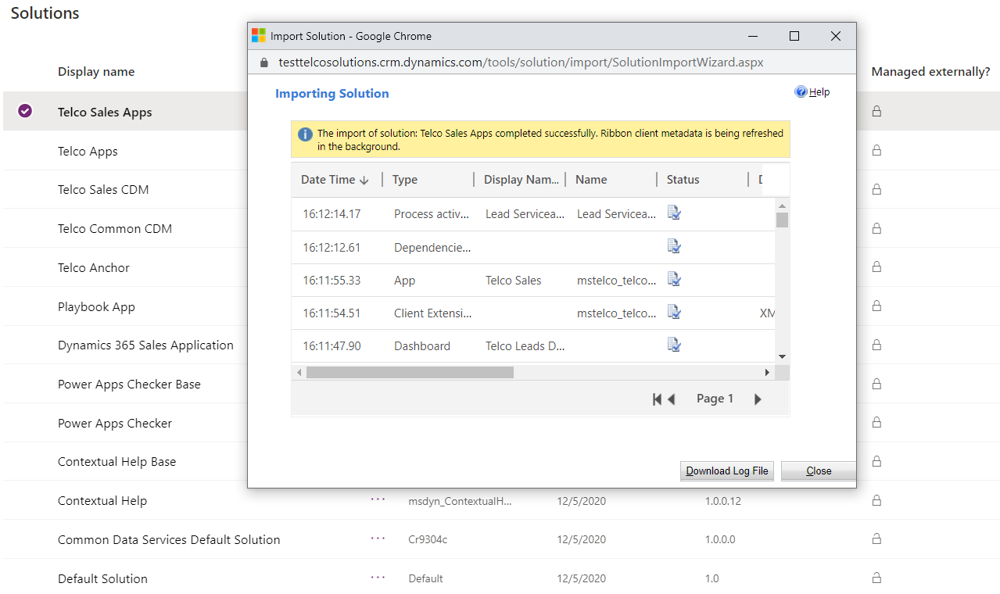 Solutions
Import Solution - Google Chrome
testtelcosolutions.crm.dynamics.com/tools/solution/import/SolutionImportWizard.aspx
Display name
Managed externally?
Importing Solution
Help
Telco Sales Apps
The import of solution: Telco Sales Apps completed successfully. Ribbon client metadata is being refreshed
in the background.
Telco Apps
Date Time Type Display Nam... Name Status
Telco Sales CDM
16:12:14.17 Process activ... Lead Servicea... Lead Servicea...
Telco Common CDM
16:12:12.61 Dependencie...
Telco Anchor
16:11:55.33 App Telco Sales mstelco_telco...
Playbook App
16:11:54.51 Client Extensi... mstelco_telco... XM
Dynamics 365 Sales Application
16:11:47.90 Dashboard Telco Leads D...
Power Apps Checker Base
Page 1
Power Apps Checker
Contextual Help Base
Download Log File Close
Contextual Help ... msdyn_ContextualH... 12/5/2020 1.0.0.12
Common Data Services Default Solution ... Cr9304c 12/5/2020 1.0.0.0
Default Solution ... Default 12/5/2020 1.0